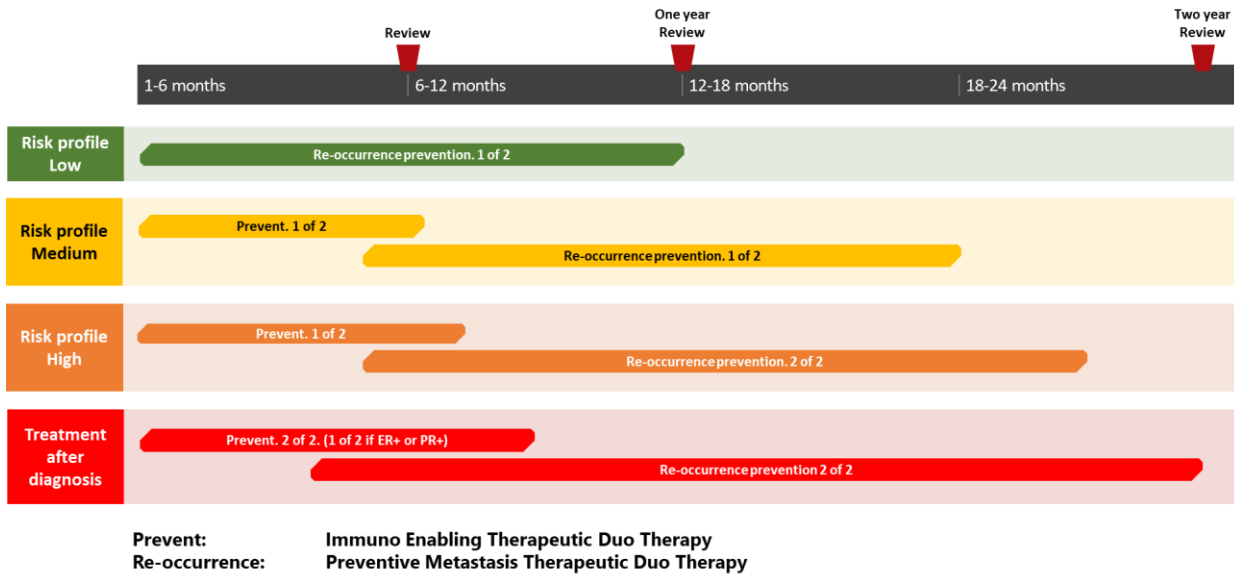 Review
One year
Review
Two year
Review
1-6 months
6-12 months
12-18 months
18-24 months
Risk profile
Low
Re-occurrence prevention. 1 of 2
Risk profile
Medium
Prevent. 1 of 2
Re-occurrence prevention. 1 of 2
Risk profile
High
Prevent. 1 of 2
Re-occurrence prevention. 2 of 2
Treatment
after
diagnosis
Prevent. 2 of 2. (1 of 2 if ER+ or PR+)
Re-occurrence prevention 2 of 2
Prevent: Immuno Enabling Therapeutic Duo Therapy
Re-occurrence: Preventive Metastasis Therapeutic Duo Therapy